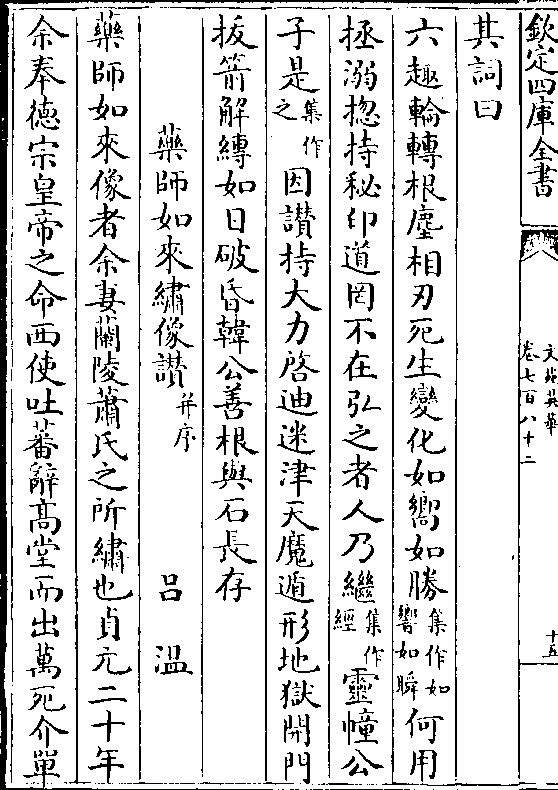 欽定四庫全書
文苑英華
卷七百八十二
十五
其詞曰
六趣輪轉根塵相刃死生變化如嚮如勝集作如響如瞬何用
拯溺揔持秘印道罔不在弘之者人乃繼集作經靈幢公
子是集作之因讃持大力啓迪迷津天魔遁形地獄開門
拔箭解縳如日破昏韓公善根與石長存
藥師如來繡像讃并序 吕温
藥師如來像者余妻蘭陵蕭氏之所繡也貞元二十年
余奉德宗皇帝之命西使吐蕃辭髙堂而出萬死介單